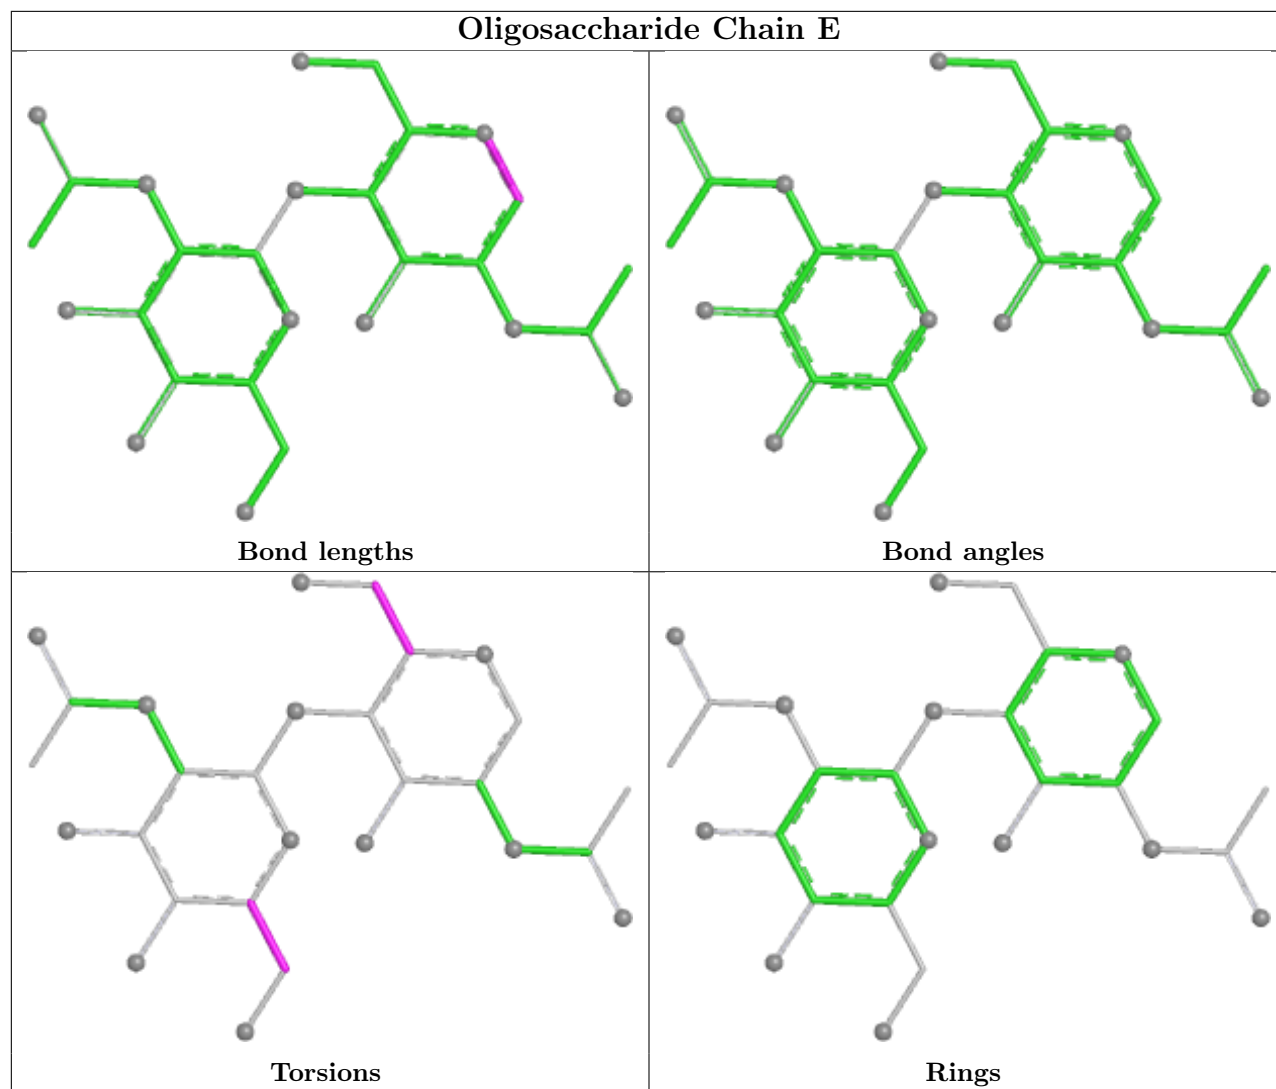 Oligosaccharide Chain E
Bond lengths
Bond angles
Torsions
Rings